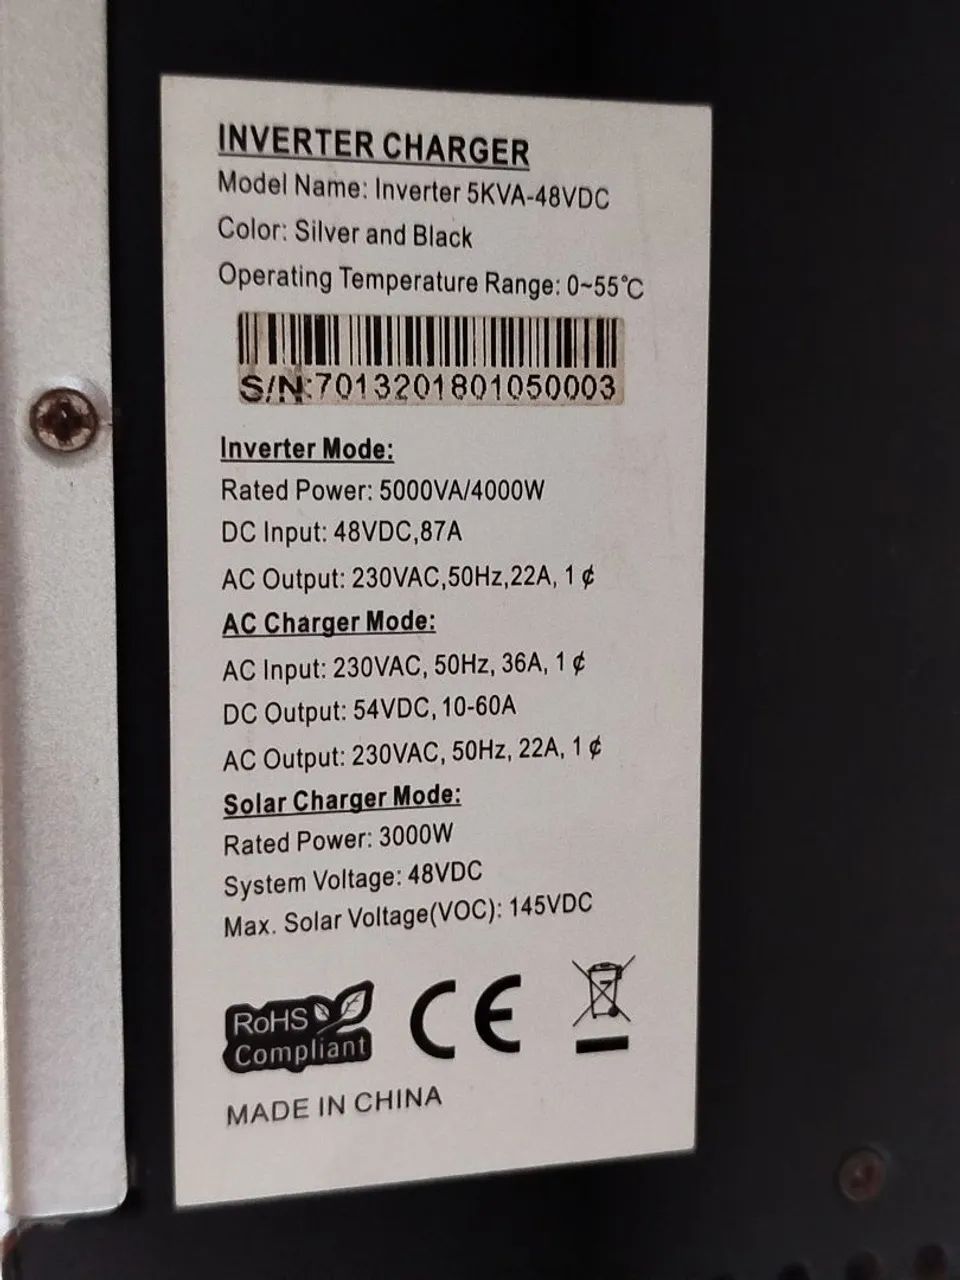 INVERTER CHARGER
Model Name: Inverter 5KVA-48VDC
Color: Silver and Black
Operating Temperature Range: 0~55℃
S/N:7013201801050003
Inverter Mode:
Rated Power: 5000VA/4000W
DC Input: 48VDC,87A
AC Output: 230VAC,50Hz,22A, 1 ¢
AC Charger Mode:
AC Input: 230VAC, 50Hz, 36A, 1 ¢
DC Output: 54VDC, 10-60A
AC Output: 230VAC, 50Hz, 22A, 1 ¢
Solar Charger Mode:
Rated Power: 3000W
System Voltage: 48VDC
Max. Solar Voltage(VOC): 145VDC
RoHS
Compliant
CE
MADE IN CHINA